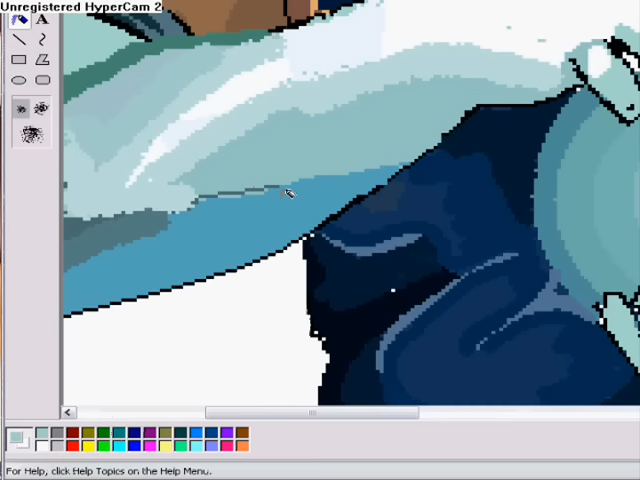 Unregistered HyperCam 2
A
For Help, click Help Topics on the Help Menu.